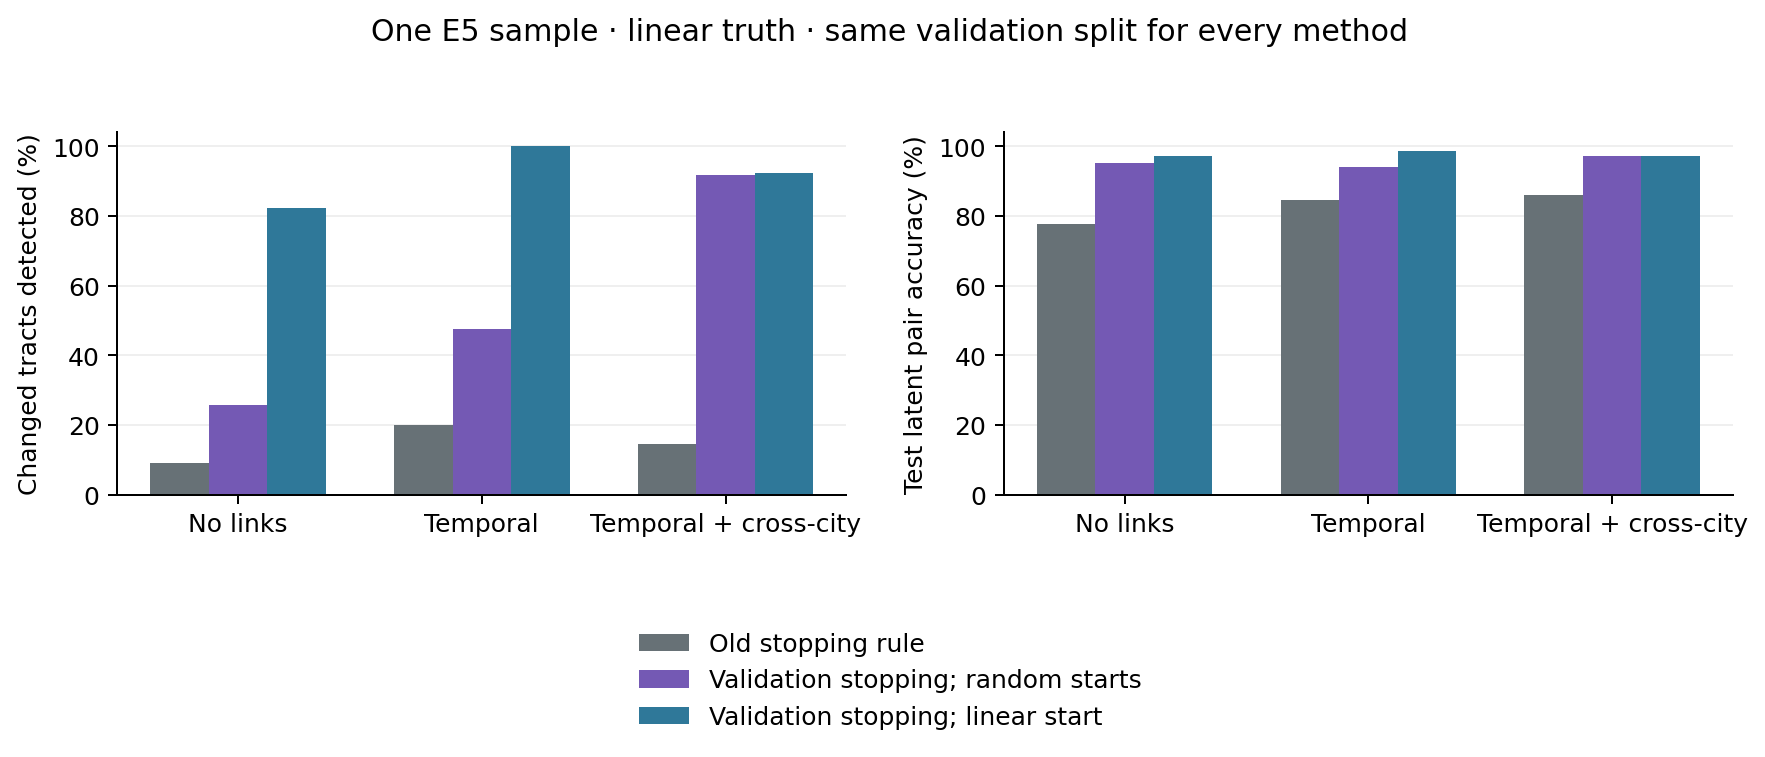 One E5 sample · linear truth · same validation split for every method
Changed tracts detected (%)
100
80
60
40
20
0
No links
Temporal
Temporal + cross-city
Test latent pair accuracy (%)
100
80
60
40
20
0
No links
Temporal
Temporal + cross-city
Old stopping rule
Validation stopping; random starts
Validation stopping; linear start